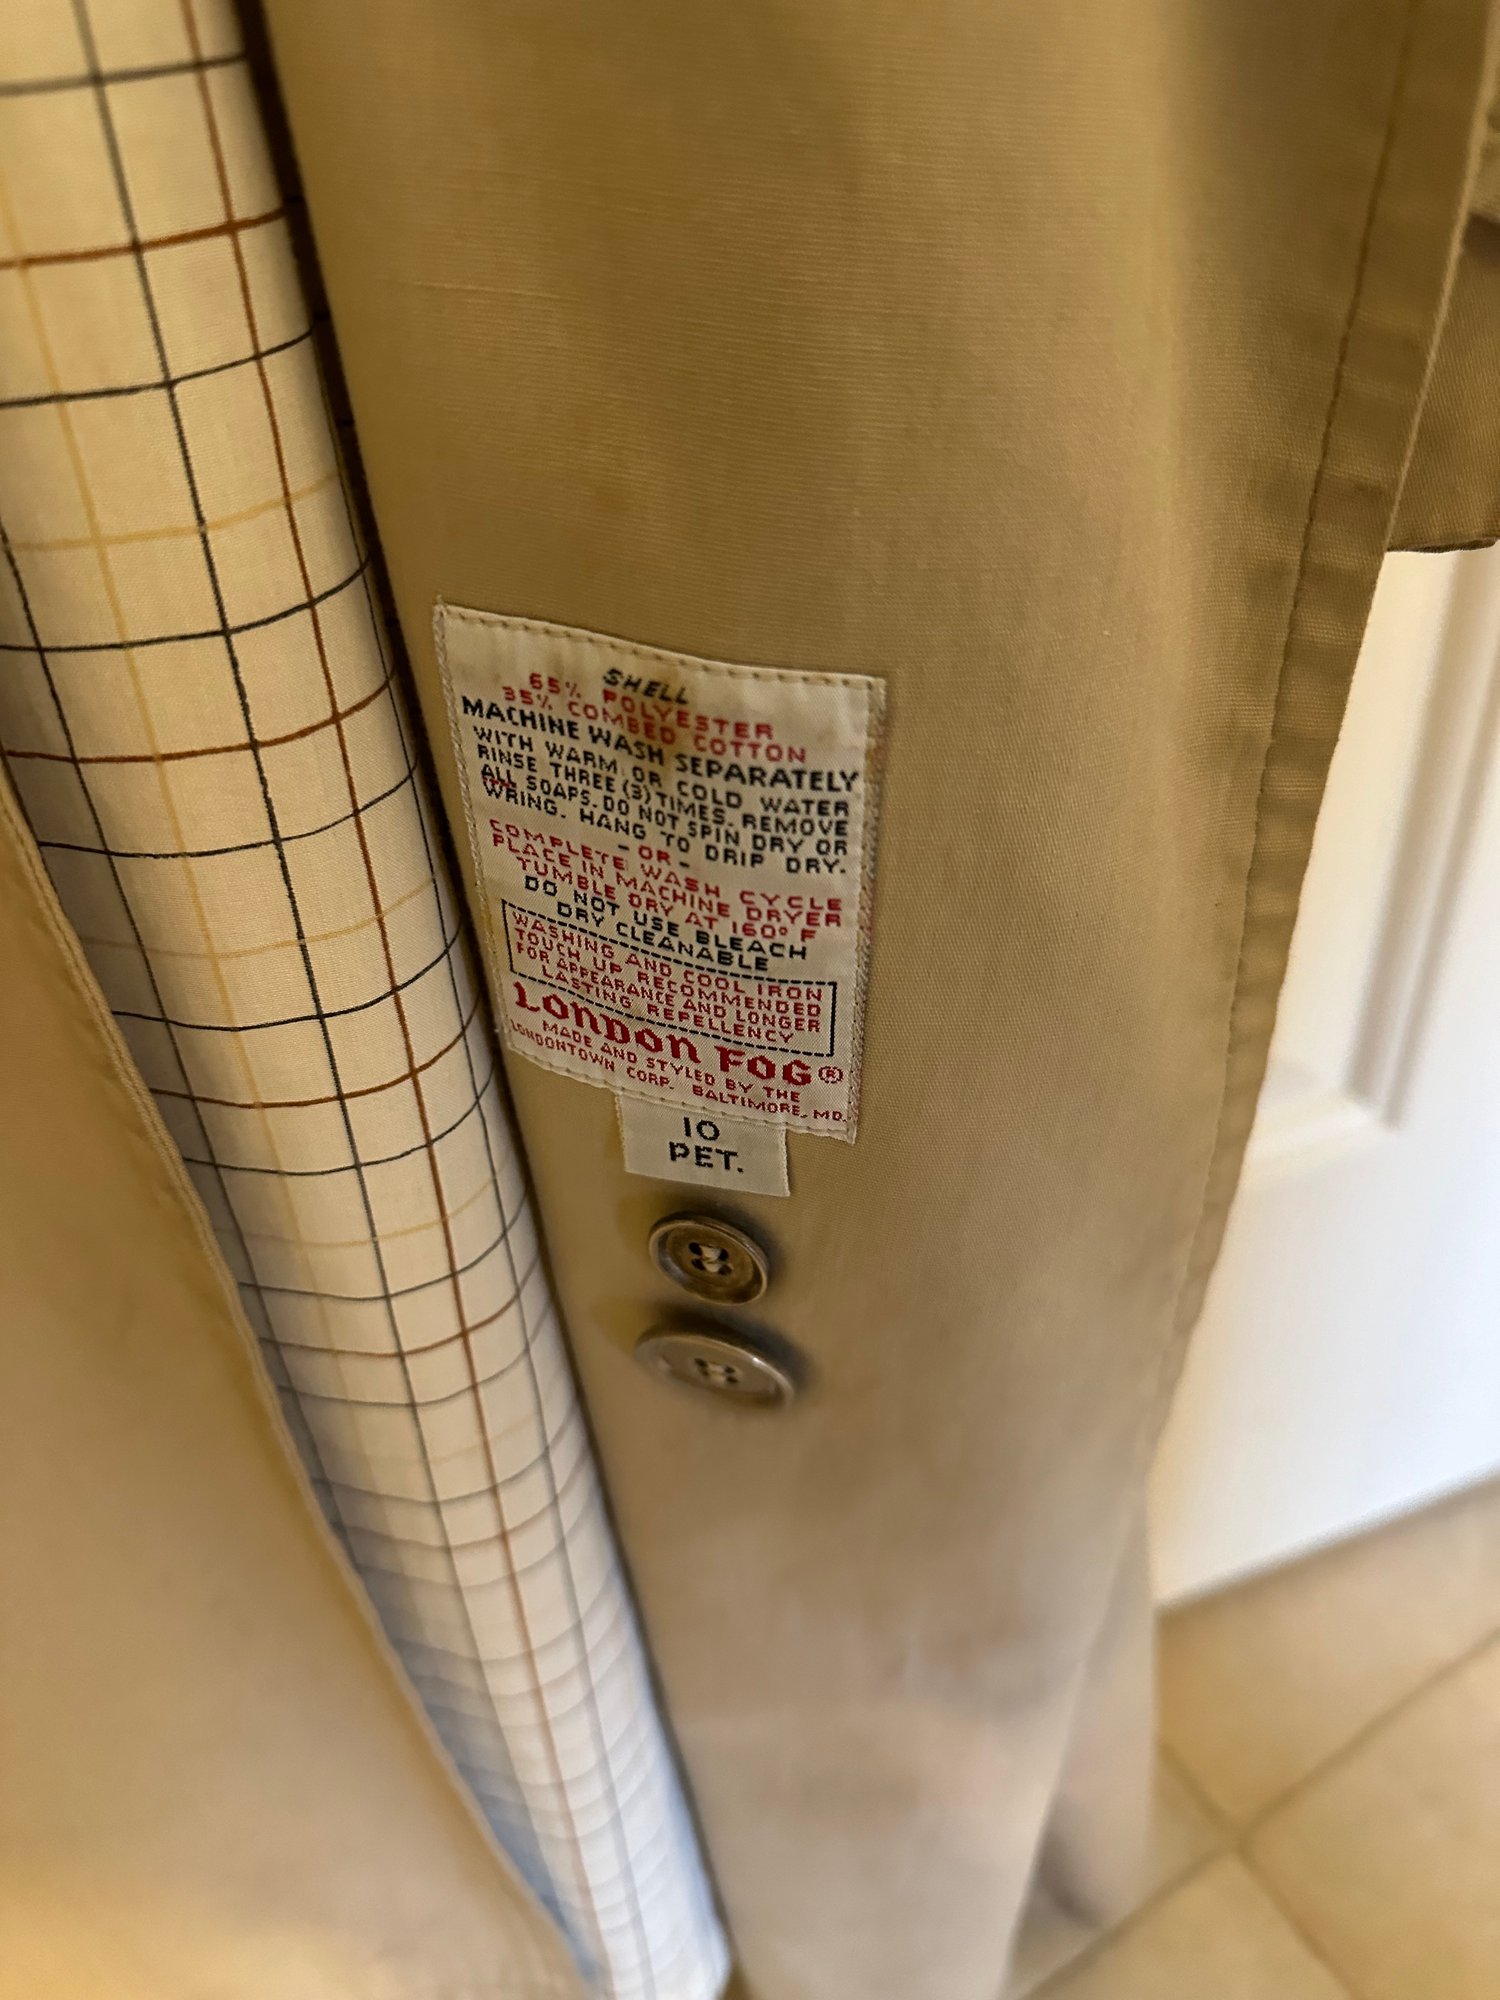 SHELL
65% POLYESTER
35% COMBED COTTON
MACHINE WASH SEPARATELY
WITH WARM OR COLD WATER
RINSE THREE (3) TIMES. REMOVE
ALL SOAPS. DO NOT SPIN DRY OR
WRING. HANG TO DRIP DRY.
- OR -
COMPLETE WASH CYCLE
PLACE IN MACHINE DRYER
TUMBLE DRY AT 160° F
DO NOT USE BLEACH
DRY CLEANABLE
WASHING AND COOL IRON
TOUCH UP RECOMMENDED
FOR APPEARANCE AND LONGER
LASTING REPELLENCY
LONDON FOG®
MADE AND STYLED BY THE
LONDONTOWN CORP. BALTIMORE, MD.
10
PET.